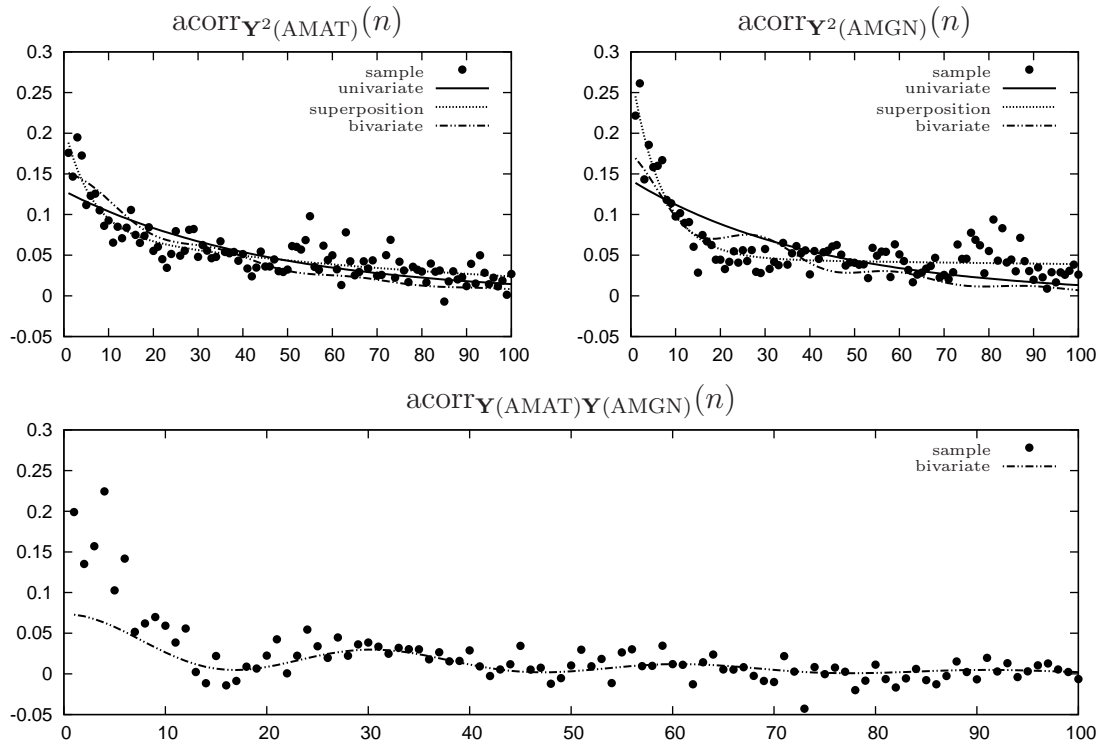 acorr_{Y²(AMAT)}(n)
0.3
0.25
0.2
0.15
0.1
0.05
0
-0.05
0 10 20 30 40 50 60 70 80 90 100
sample
univariate
superposition
bivariate
acorr_{Y²(AMGN)}(n)
0.3
0.25
0.2
0.15
0.1
0.05
0
-0.05
0 10 20 30 40 50 60 70 80 90 100
sample
univariate
superposition
bivariate
acorr_{Y(AMAT)Y(AMGN)}(n)
0.3
0.25
0.2
0.15
0.1
0.05
0
-0.05
0 10 20 30 40 50 60 70 80 90 100
sample
bivariate